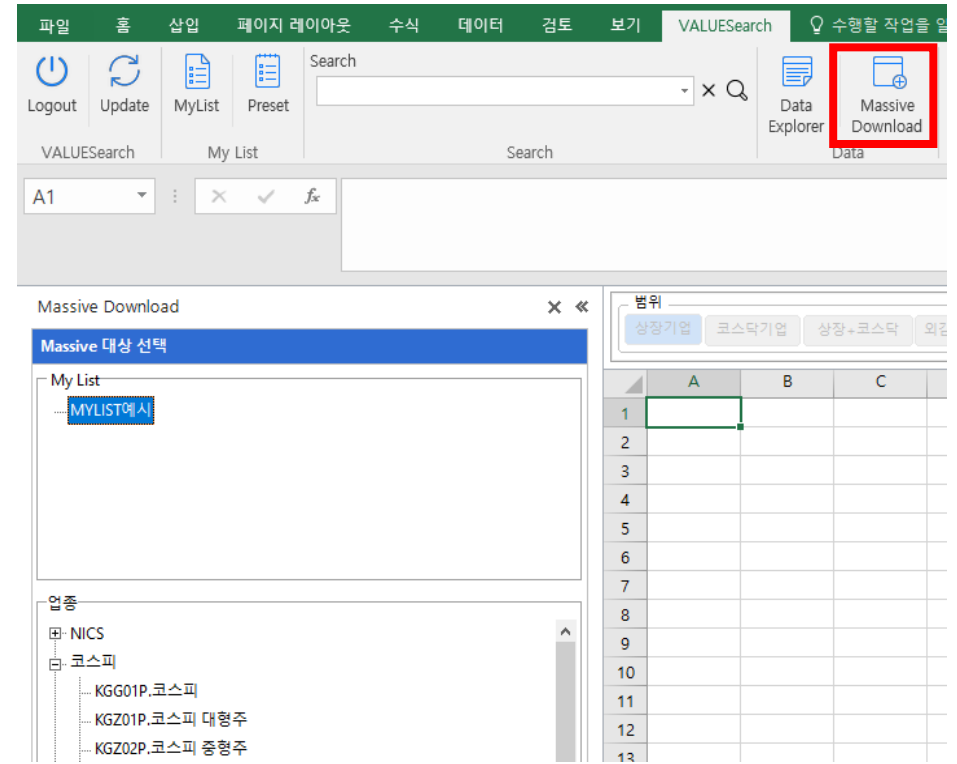 파일 홈 삽입 페이지 레이아웃 수식 데이터 검토 보기 VALUESearch 수행할 작업을
Search
Logout Update MyList Preset Data Explorer Massive Download
VALUESearch My List Search Data
A1 fx
Massive Download
범위
상장기업 코스닥기업 상장+코스닥 외감
Massive 대상 선택
My List
MYLIST예시
A B C
1
2
3
4
5
6
7
8
9
10
11
12
13
업종
NICS
코스피
KGG01P.코스피
KGZ01P.코스피 대형주
KGZ02P.코스피 중형주